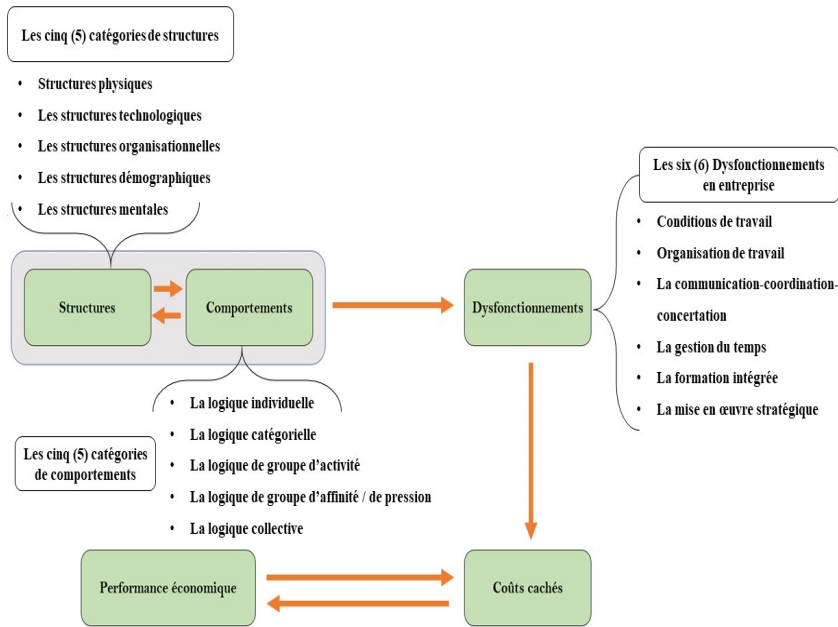 Les cinq (5) catégories de structures
• Structures physiques
• Les structures technologiques
• Les structures organisationnelles
• Les structures démographiques
• Les structures mentales
Structures
Comportements
Dysfonctionnements
Les six (6) Dysfonctionnements
en entreprise
• Conditions de travail
• Organisation de travail
• La communication-coordination-
concertation
• La gestion du temps
• La formation intégrée
• La mise en œuvre stratégique
Les cinq (5) catégories
de comportements
• La logique individuelle
• La logique catégorielle
• La logique de groupe d'activité
• La logique de groupe d'affinité / de pression
• La logique collective
Performance économique
Coûts cachés